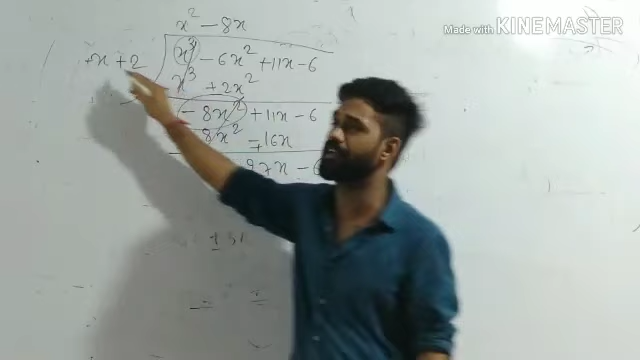 Made with KINEMASTER
x² - 8x
x + 2 x³ - 6x² + 11x - 6
x³ + 2x²
- 8x² + 11x - 6
- 8x² - 16x
27x - 6